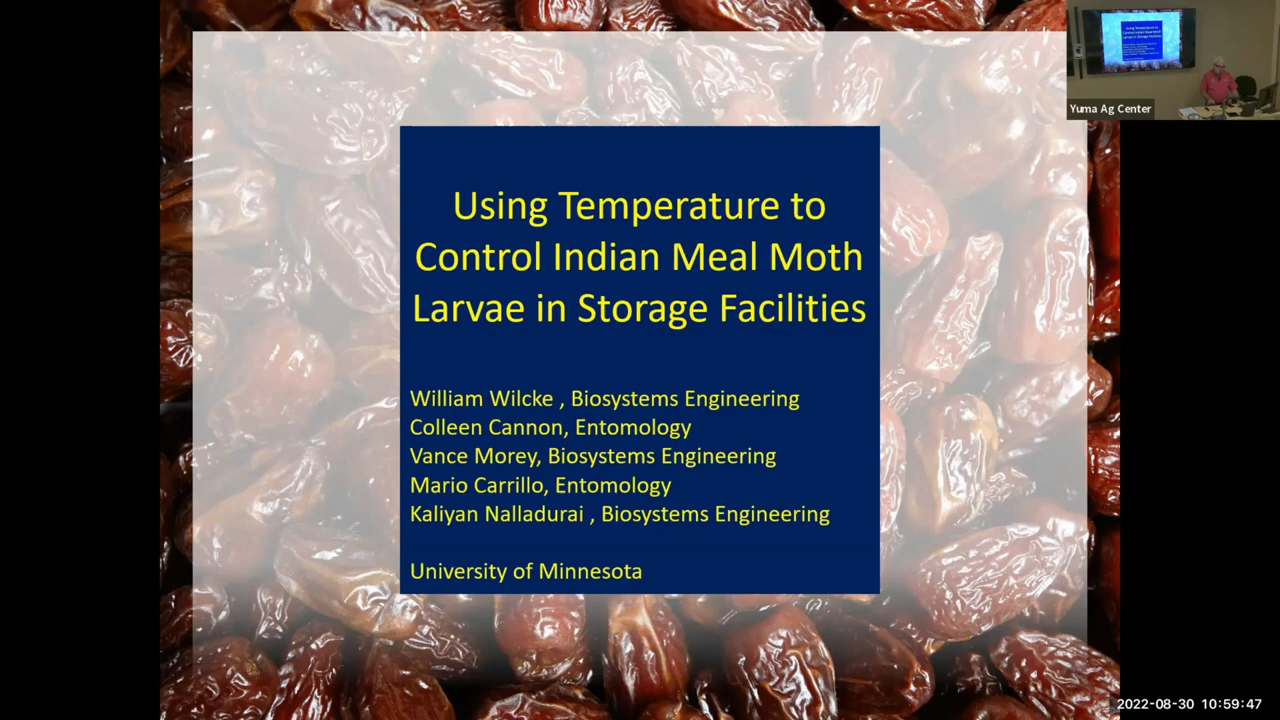 Using Temperature to
Control Indian Meal Moth
Larvae in Storage Facilities
William Wilcke , Biosystems Engineering
Colleen Cannon, Entomology
Vance Morey, Biosystems Engineering
Mario Carrillo, Entomology
Kaliyan Nalladurai , Biosystems Engineering
University of Minnesota
Yuma Ag Center
2022-08-30 10:59:47